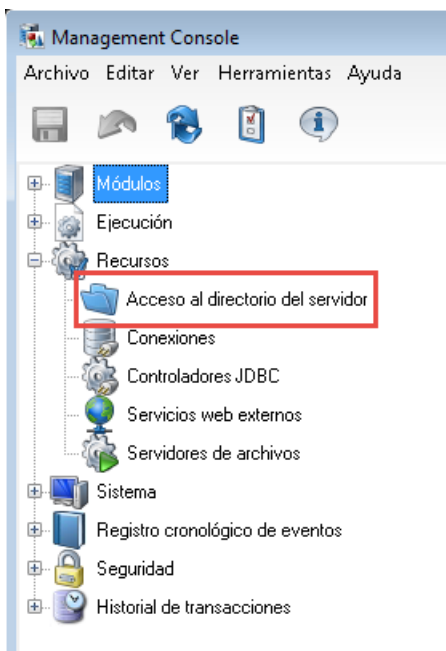 Management Console
Archivo Editar Ver Herramientas Ayuda
Módulos
Ejecución
Recursos
Acceso al directorio del servidor
Conexiones
Controladores JDBC
Servicios web externos
Servidores de archivos
Sistema
Registro cronológico de eventos
Seguridad
Historial de transacciones